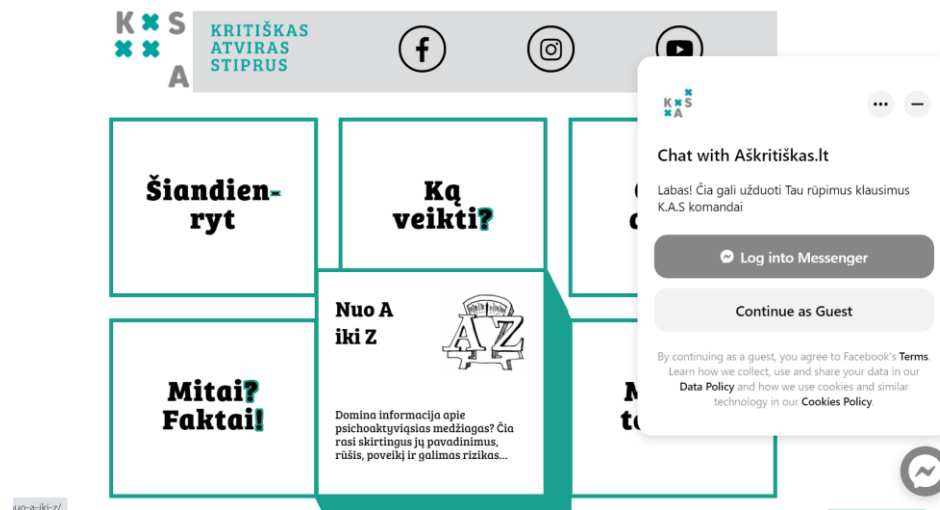 K S
A
KRITIŠKAS
ATVIRAS
STIPRUS
K S
A
Chat with Aškritiškas.lt
Labas! Čia gali užduoti Tau rūpimus klausimus
K.A.S komandai
Log into Messenger
Continue as Guest
By continuing as a guest, you agree to Facebook's Terms.
Learn how we collect, use and share your data in our
Data Policy and how we use cookies and similar
technology in our Cookies Policy.
Šiandien-
ryt
Ką
veikti?
Nuo A
iki Z
A Z
Domina informacija apie
psichoaktyviąsias medžiagas? Čia
rasi skirtingus jų pavadinimus,
rūšis, poveikį ir galimas rizikas...
Mitai?
Faktai!